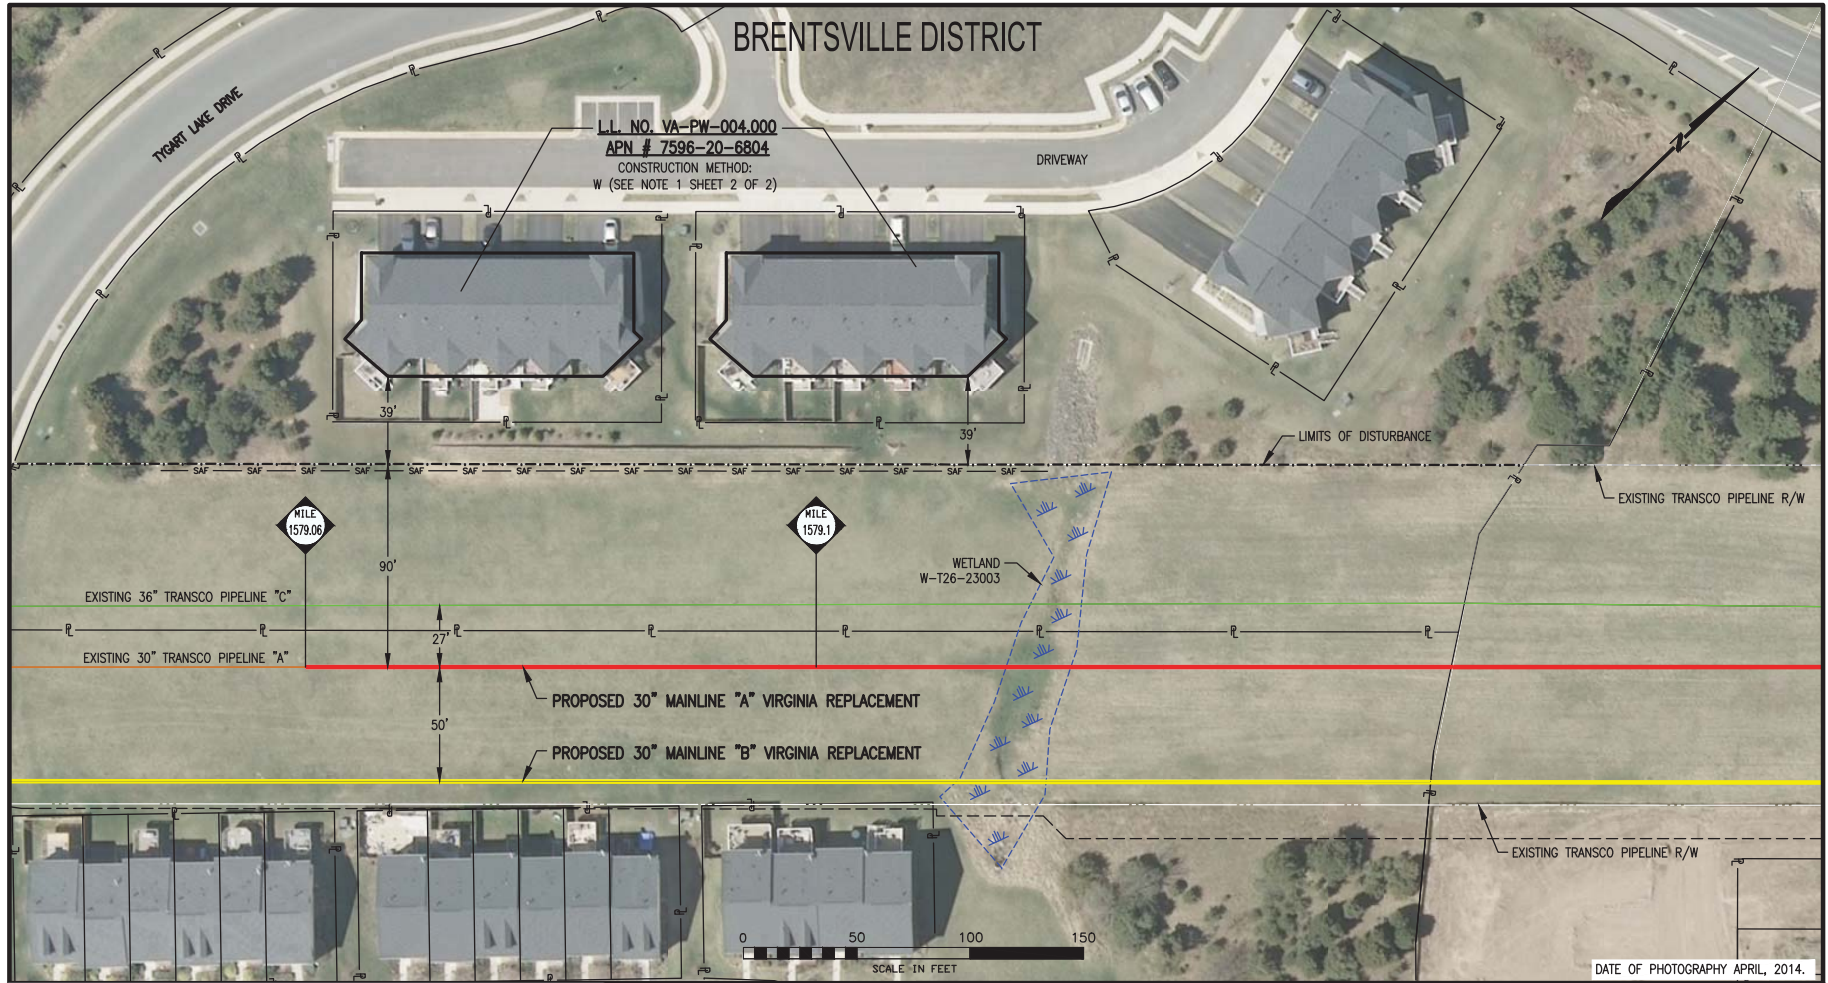 BRENTSVILLE DISTRICT
TYGART LAKE DRIVE
L.L. NO. VA-PW-004.000
APN # 7596-20-6804
CONSTRUCTION METHOD:
W (SEE NOTE 1 SHEET 2 OF 2)
DRIVEWAY
N
39'
39'
LIMITS OF DISTURBANCE
SAF SAF SAF SAF SAF SAF SAF SAF SAF SAF SAF SAF SAF SAF SAF SAF
EXISTING TRANSCO PIPELINE R/W
MILE
1579.06
MILE
1579.1
90'
WETLAND
W-T26-23003
EXISTING 36" TRANSCO PIPELINE "C"
27'
EXISTING 30" TRANSCO PIPELINE "A"
PROPOSED 30" MAINLINE "A" VIRGINIA REPLACEMENT
50'
PROPOSED 30" MAINLINE "B" VIRGINIA REPLACEMENT
EXISTING TRANSCO PIPELINE R/W
0 50 100 150
SCALE IN FEET
DATE OF PHOTOGRAPHY APRIL, 2014.